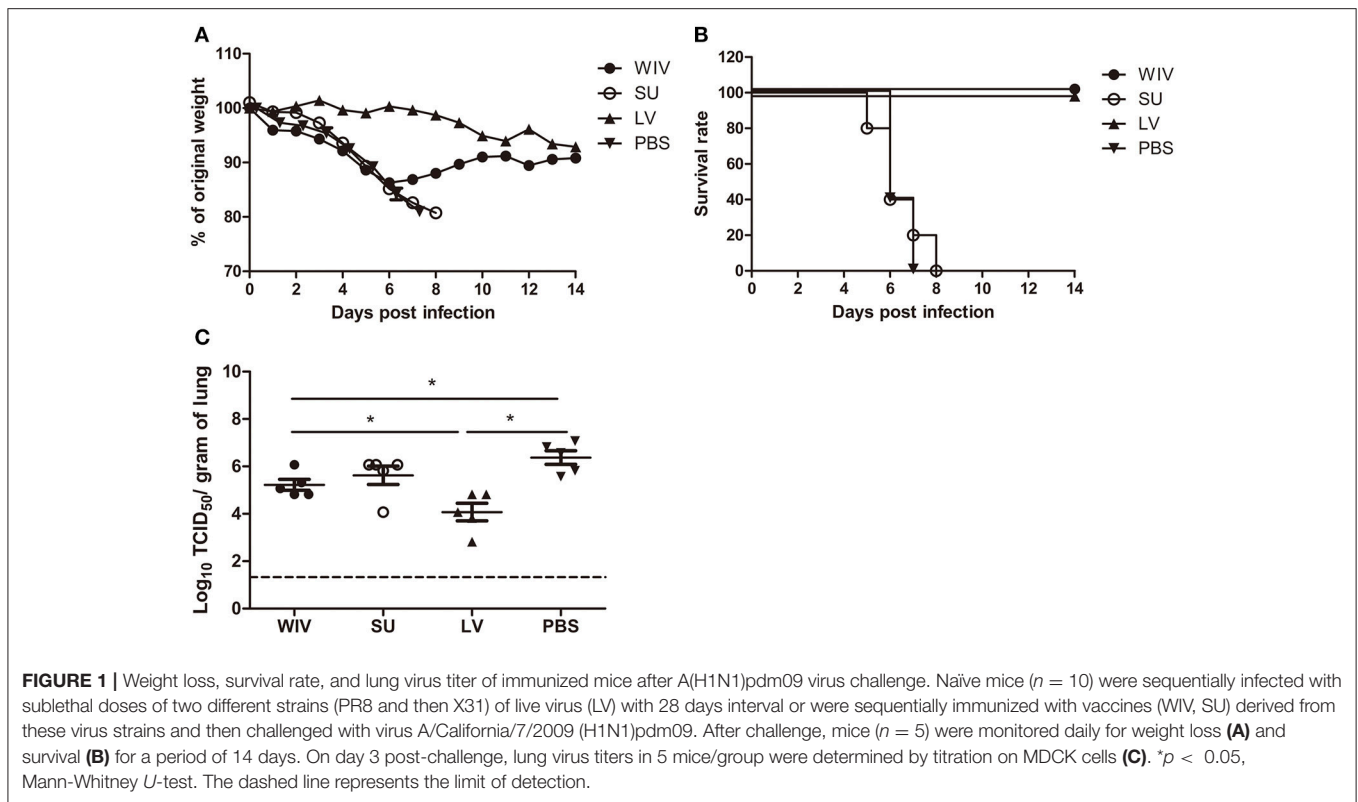 A
110
100
90
80
70
% of original weight
0 2 4 6 8 10 12 14
Days post infection
WIV
SU
LV
PBS
B
120
100
80
60
40
20
0
Survival rate
0 2 4 6 8 10 12 14
Days post infection
WIV
SU
LV
PBS
C
10
8
6
4
2
0
Log10 TCID50/ gram of lung
*
*
*
WIV SU LV PBS
FIGURE 1 | Weight loss, survival rate, and lung virus titer of immunized mice after A(H1N1)pdm09 virus challenge. Naïve mice (n = 10) were sequentially infected with
sublethal doses of two different strains (PR8 and then X31) of live virus (LV) with 28 days interval or were sequentially immunized with vaccines (WIV, SU) derived from
these virus strains and then challenged with virus A/California/7/2009 (H1N1)pdm09. After challenge, mice (n = 5) were monitored daily for weight loss (A) and
survival (B) for a period of 14 days. On day 3 post-challenge, lung virus titers in 5 mice/group were determined by titration on MDCK cells (C). *p < 0.05,
Mann-Whitney U-test. The dashed line represents the limit of detection.